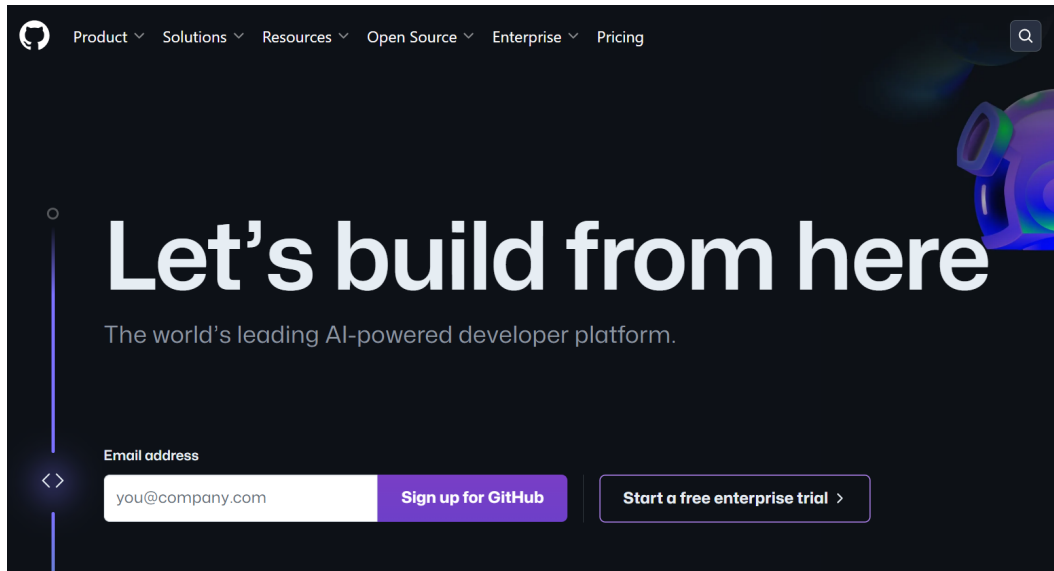 Product Solutions Resources Open Source Enterprise Pricing
Let’s build from here
The world’s leading AI-powered developer platform.
Email address
you@company.com Sign up for GitHub Start a free enterprise trial